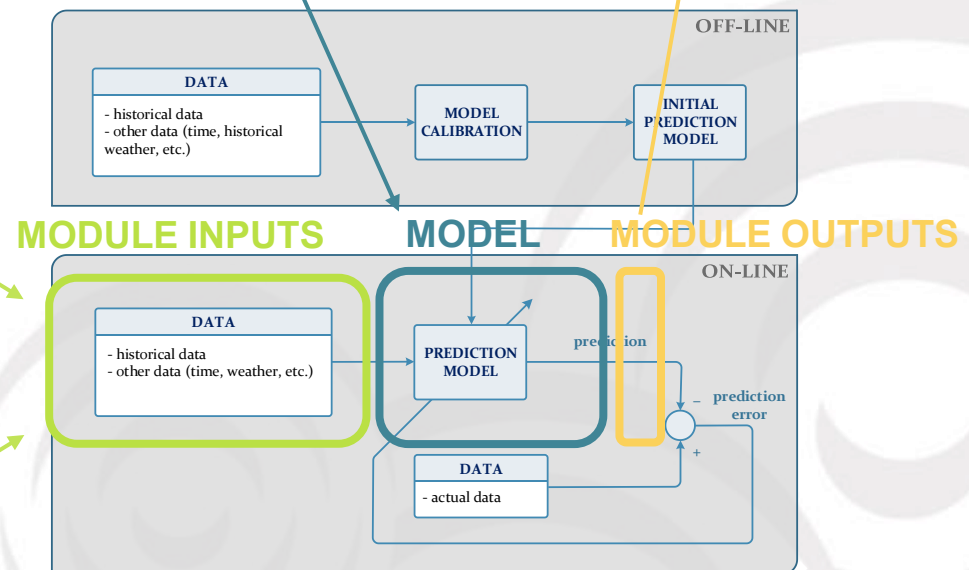 OFF-LINE
DATA
- historical data
- other data (time, historical
weather, etc.)
MODEL
CALIBRATION
INITIAL
PREDICTION
MODEL
MODULE INPUTS
MODEL
MODULE OUTPUTS
ON-LINE
DATA
- historical data
- other data (time, weather, etc.)
PREDICTION
MODEL
prediction
−
prediction
error
+
DATA
- actual data